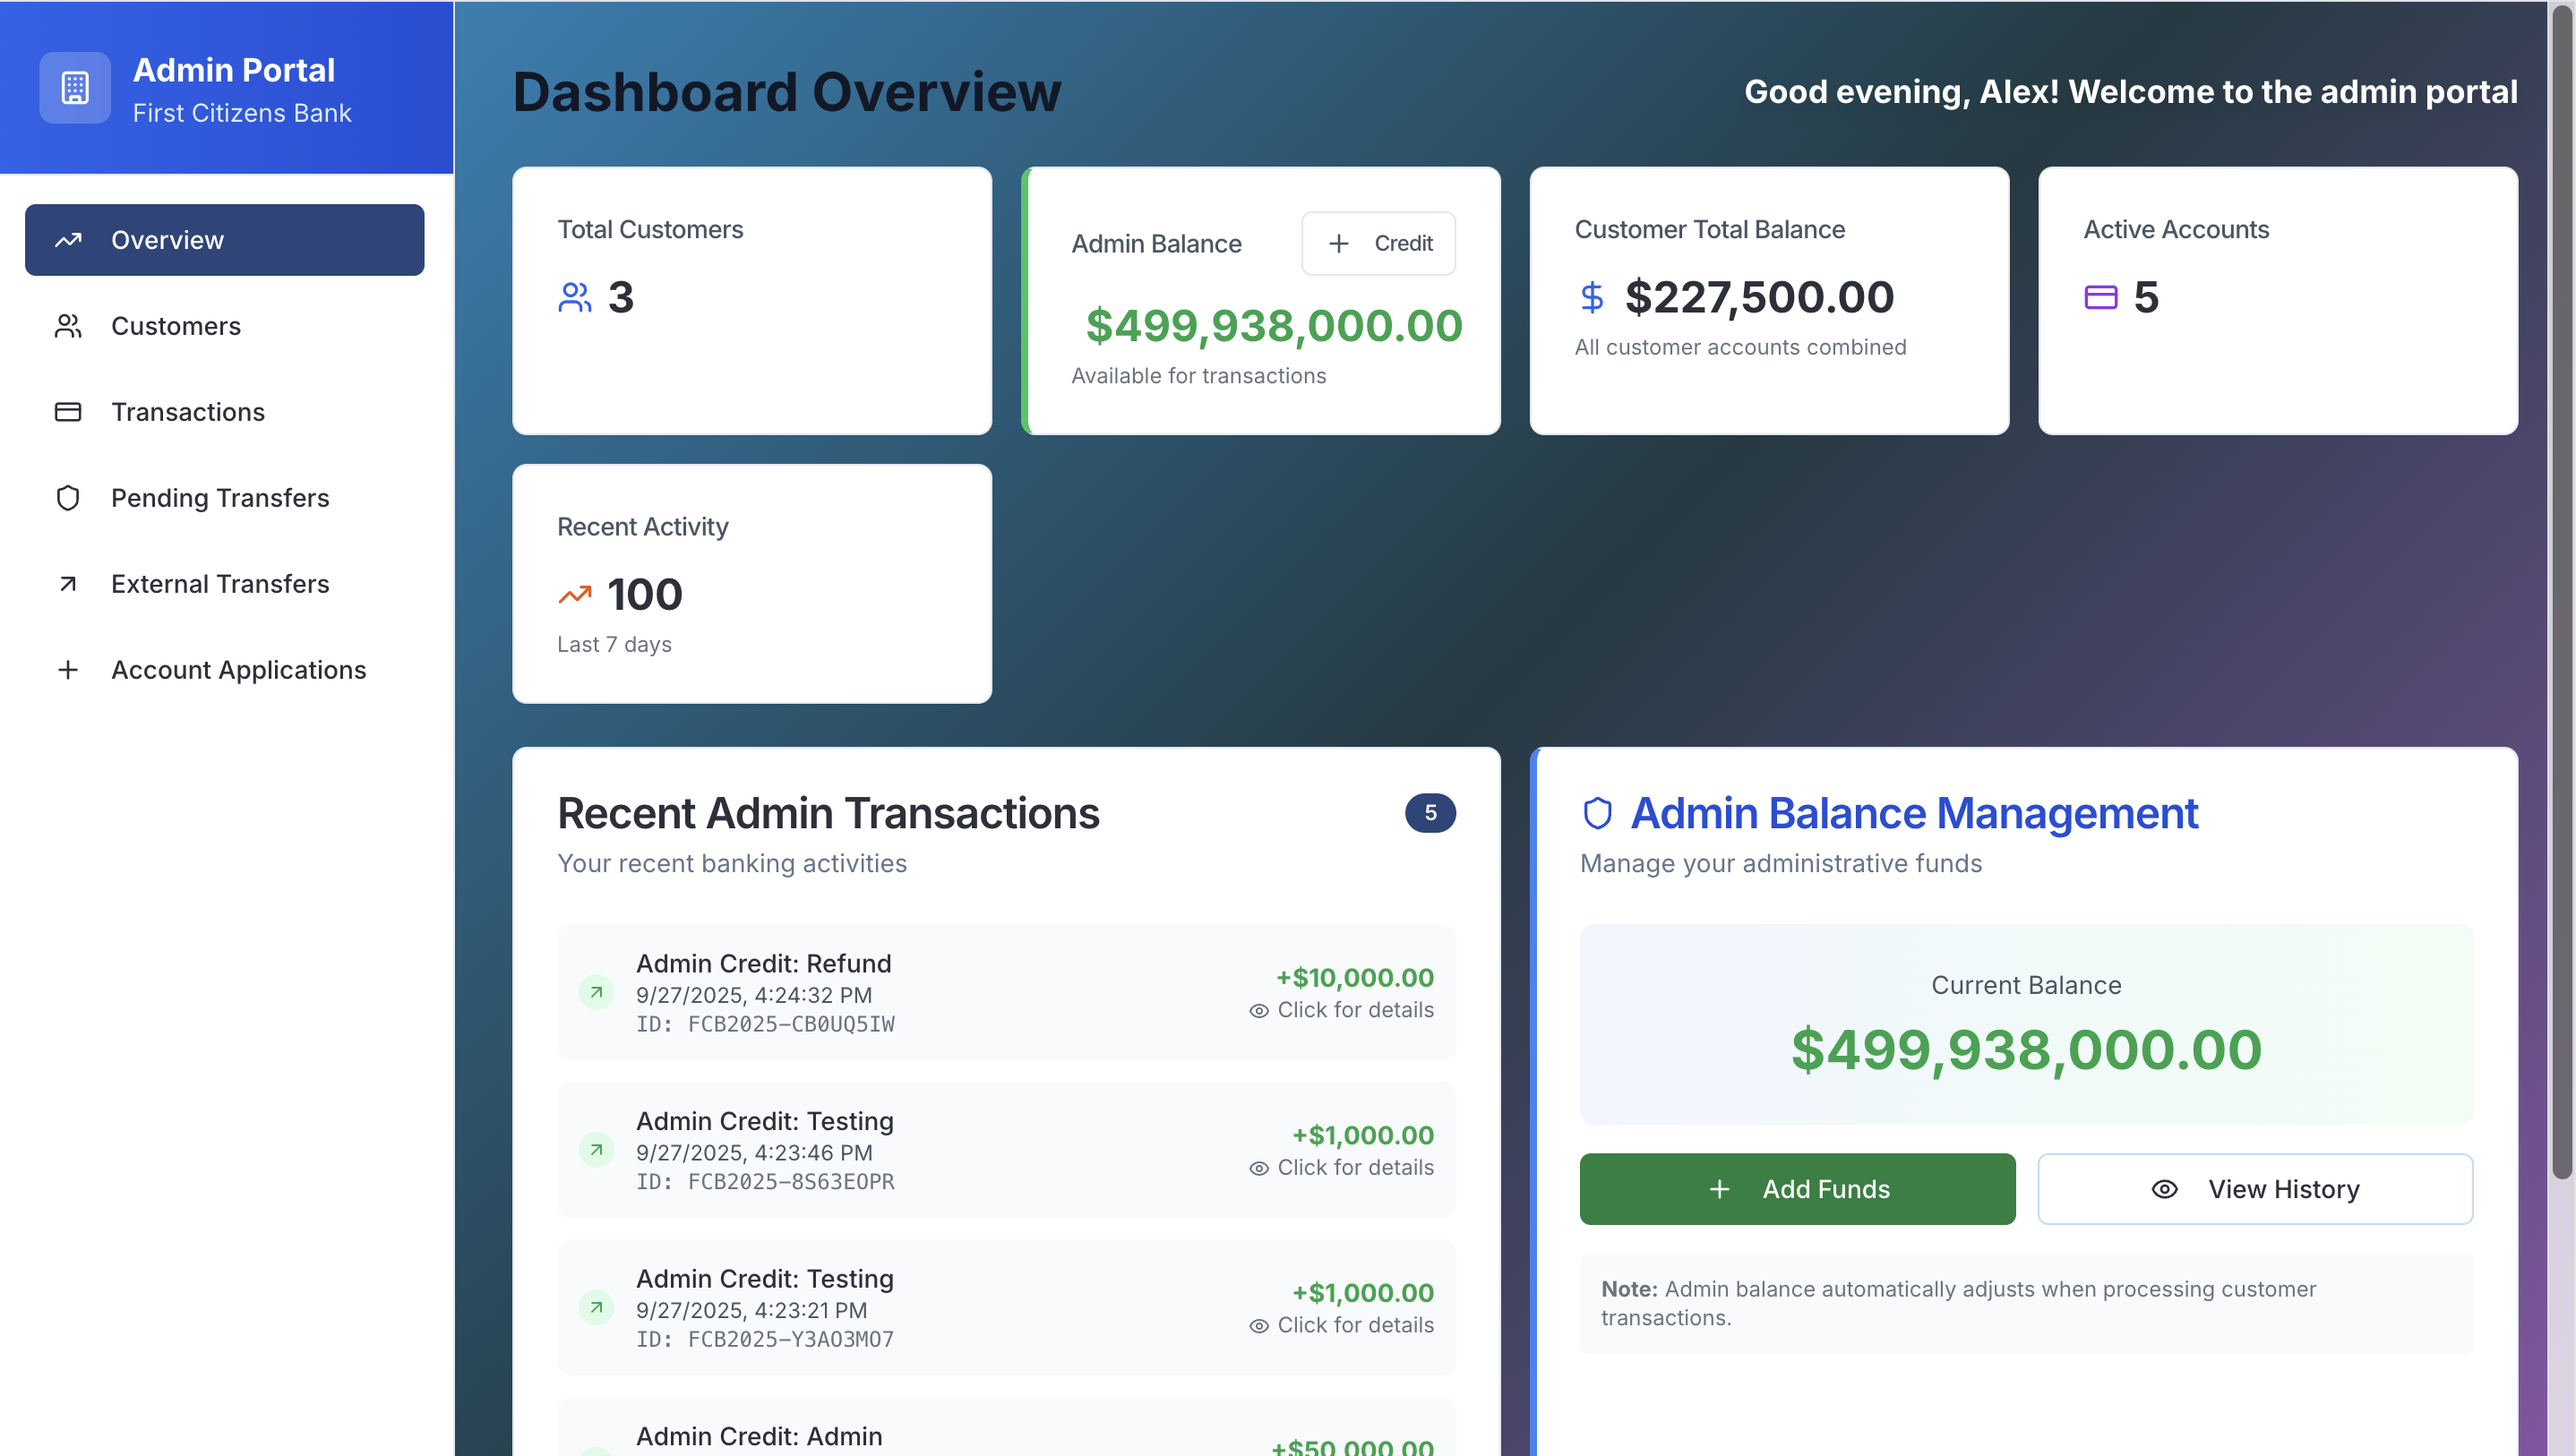 Admin Portal
First Citizens Bank
Overview
Customers
Transactions
Pending Transfers
External Transfers
Account Applications
Dashboard Overview
Good evening, Alex! Welcome to the admin portal
Total Customers
3
Admin Balance
Credit
$499,938,000.00
Available for transactions
Customer Total Balance
$227,500.00
All customer accounts combined
Active Accounts
5
Recent Activity
100
Last 7 days
Recent Admin Transactions
5
Your recent banking activities
Admin Credit: Refund
9/27/2025, 4:24:32 PM
ID: FCB2025-CB0UQ5IW
+$10,000.00
Click for details
Admin Credit: Testing
9/27/2025, 4:23:46 PM
ID: FCB2025-8S63EOPR
+$1,000.00
Click for details
Admin Credit: Testing
9/27/2025, 4:23:21 PM
ID: FCB2025-Y3AO3MO7
+$1,000.00
Click for details
Admin Credit: Admin
+$50,000.00
Admin Balance Management
Manage your administrative funds
Current Balance
$499,938,000.00
Add Funds
View History
Note: Admin balance automatically adjusts when processing customer
transactions.